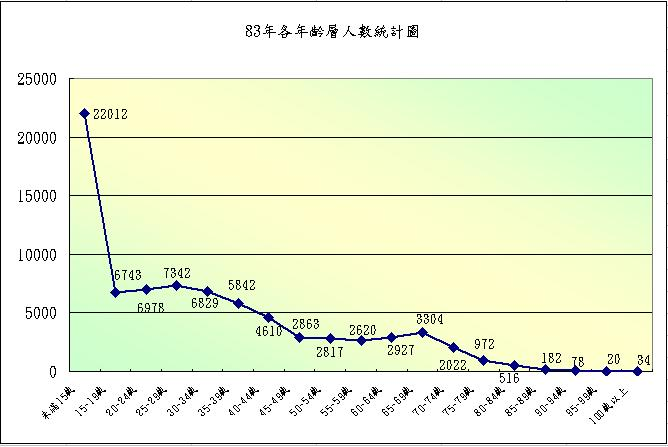 83年各年齡層人數統計圖
25000
20000
15000
10000
5000
0
22012
6743
6978
7342
6829
5842
4610
2863
2817
2620
2927
3304
2022
972
516
182
78
20
34
未滿15歲
15-19歲
20-24歲
25-29歲
30-34歲
35-39歲
40-44歲
45-49歲
50-54歲
55-59歲
60-64歲
65-69歲
70-74歲
75-79歲
80-84歲
85-89歲
90-94歲
95-99歲
100歲以上